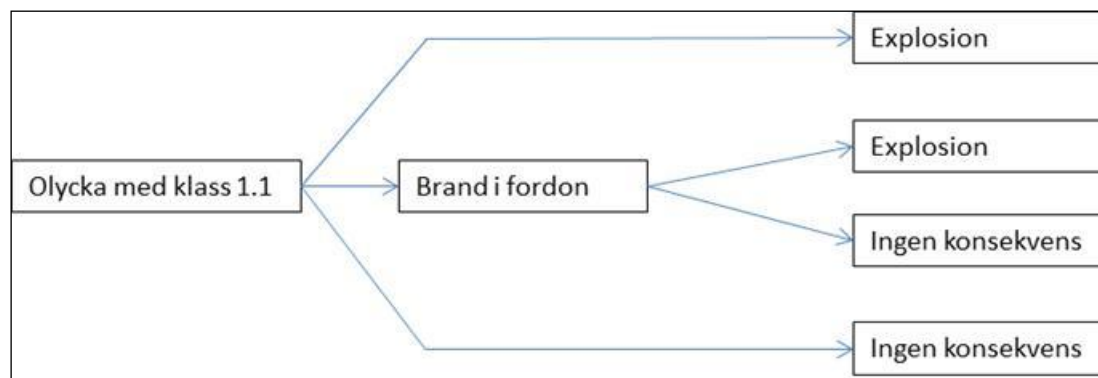 Explosion
Explosion
Olycka med klass 1.1
Brand i fordon
Ingen konsekvens
Ingen konsekvens